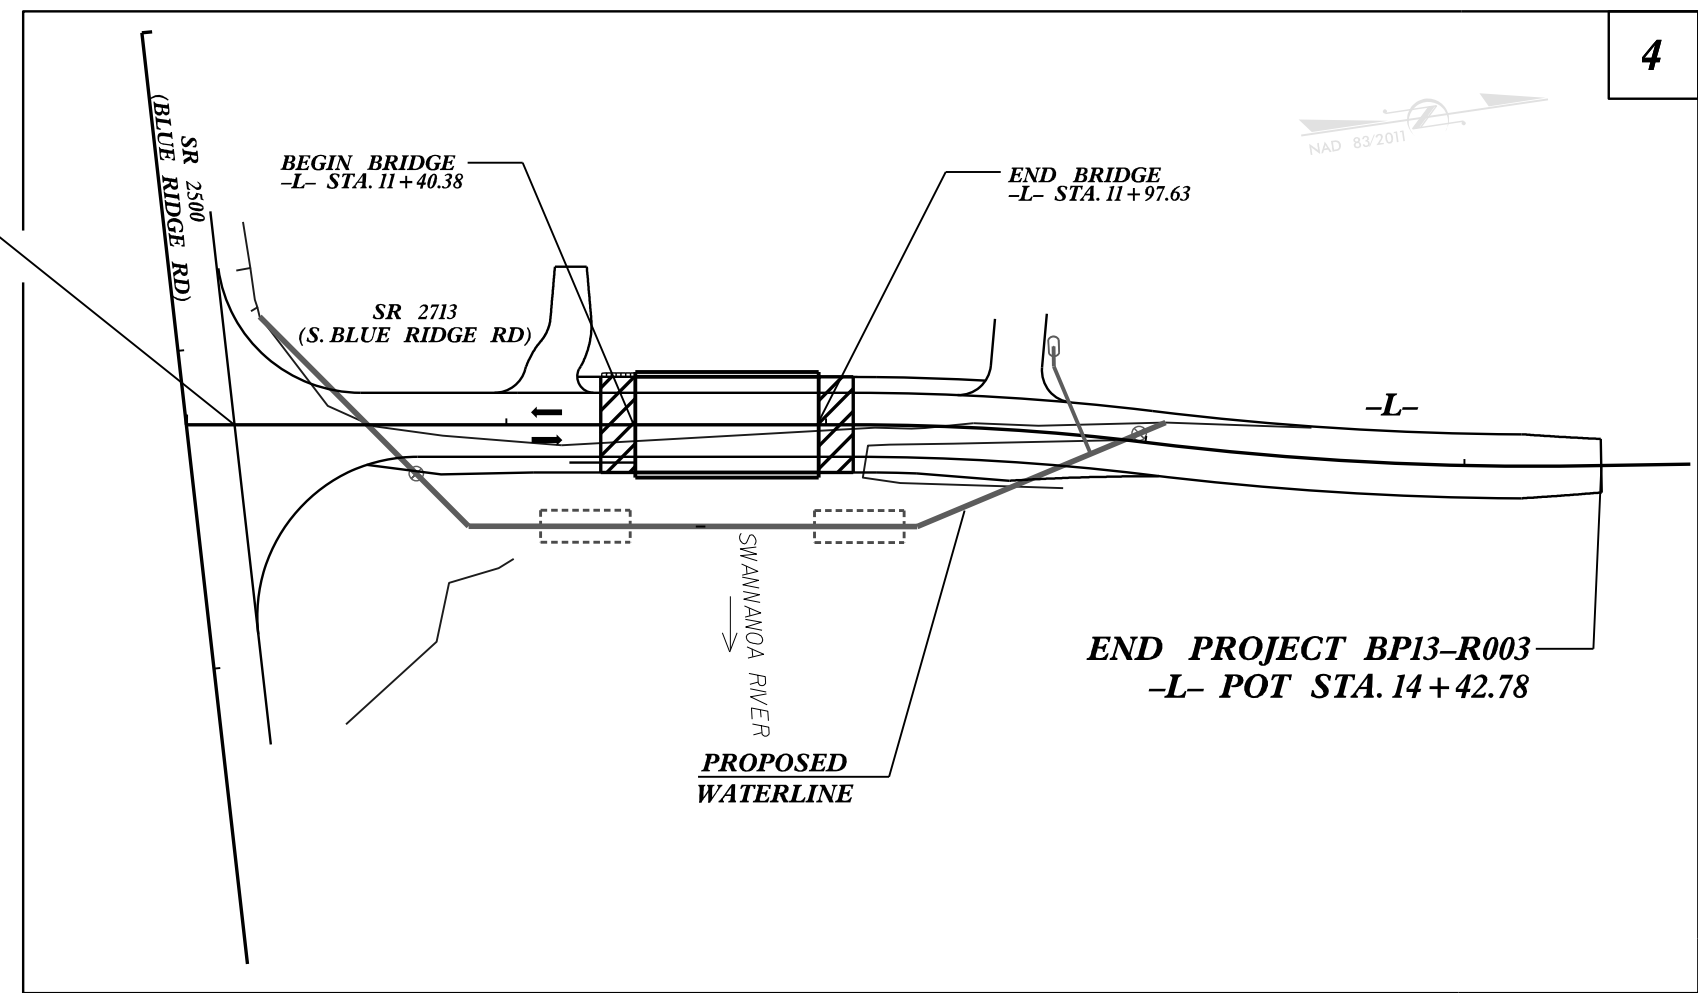 4
NAD 83/2011
SR 2500
(BLUE RIDGE RD)
BEGIN BRIDGE
-L- STA. 11+40.38
END BRIDGE
-L- STA. 11+97.63
SR 2713
(S. BLUE RIDGE RD)
-L-
SWANNANOA RIVER
END PROJECT BP13-R003
-L- POT STA. 14+42.78
PROPOSED
WATERLINE